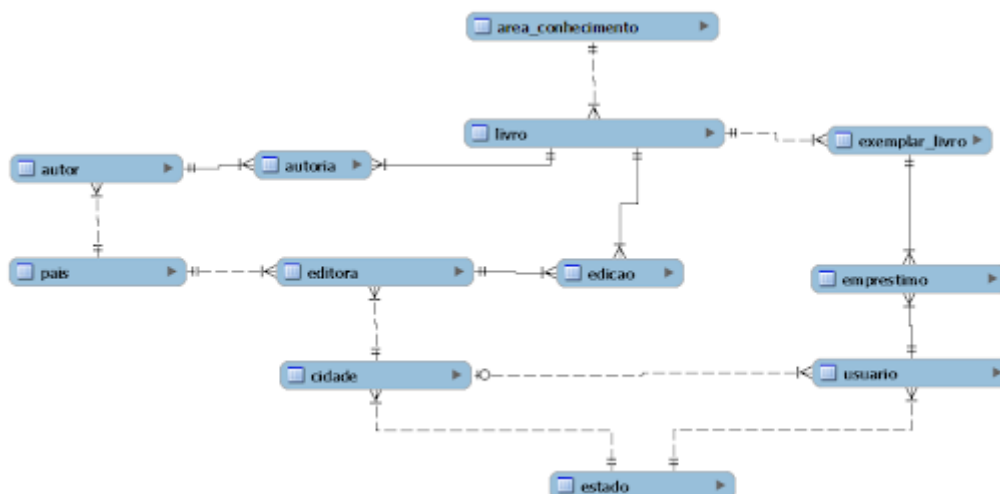 area_conhecimento
livro
exemplar_livro
autor
autoria
pais
editora
edicao
emprestimo
cidade
usuario
estado